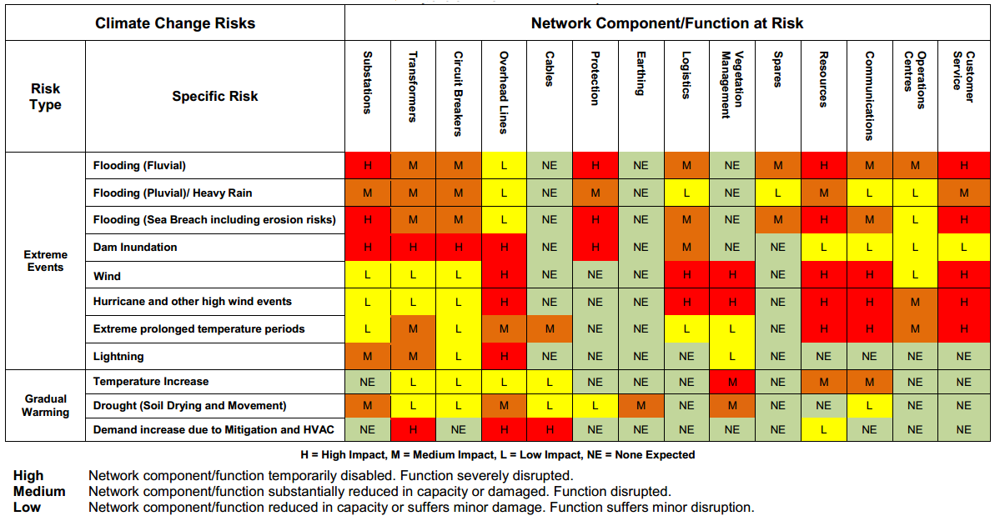 Climate Change Risks Network Component/Function at Risk
Risk Type Specific Risk Substations Transformers Circuit Breakers Overhead Lines Cables Protection Earthing Logistics Vegetation Management Spares Resources Communications Operations Centres Customer Service
Extreme Events
Flooding (Fluvial) H M M L NE H NE M NE M H M M H
Flooding (Pluvial)/ Heavy Rain M M M L NE M NE L NE L M L L M
Flooding (Sea Breach including erosion risks) H M M L NE H NE M NE M H M L H
Dam Inundation H H H H NE H NE M NE NE L L L L
Wind L L L H NE NE NE H H NE H H L H
Hurricane and other high wind events L L L H NE NE NE H H NE H H M H
Extreme prolonged temperature periods L M L M M NE NE L L NE H H M H
Lightning M M L H NE NE NE NE L NE NE NE NE NE
Gradual Warming
Temperature Increase NE L L L L NE NE NE M NE M M NE NE
Drought (Soil Drying and Movement) M L L M L L M NE M NE NE L NE NE
Demand increase due to Mitigation and HVAC NE H NE H H NE NE NE NE NE L NE NE NE
H = High Impact, M = Medium Impact, L = Low Impact, NE = None Expected
High Network component/function temporarily disabled. Function severely disrupted.
Medium Network component/function substantially reduced in capacity or damaged. Function disrupted.
Low Network component/function reduced in capacity or suffers minor damage. Function suffers minor disruption.